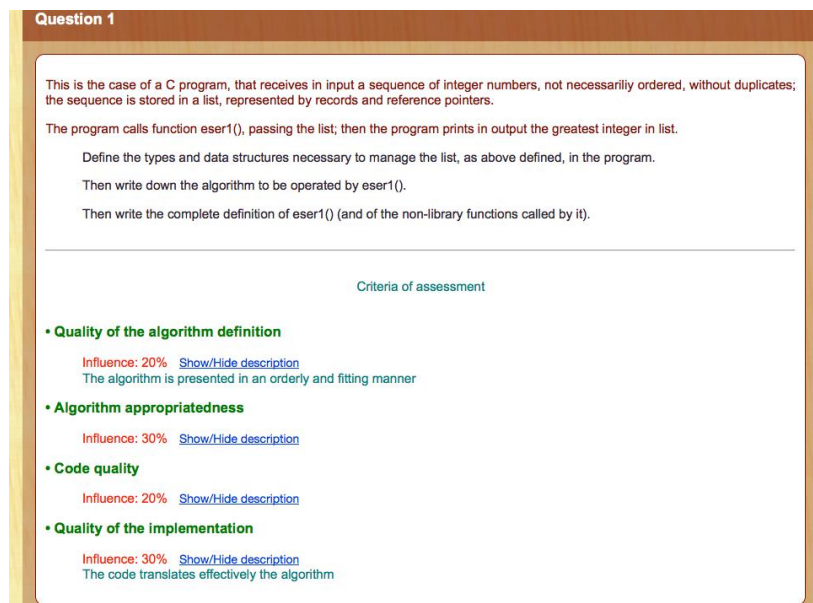 Question 1
This is the case of a C program, that receives in input a sequence of integer numbers, not necessariliy ordered, without duplicates;
the sequence is stored in a list, represented by records and reference pointers.
The program calls function eser1(), passing the list; then the program prints in output the greatest integer in list.
Define the types and data structures necessary to manage the list, as above defined, in the program.
Then write down the algorithm to be operated by eser1().
Then write the complete definition of eser1() (and of the non-library functions called by it).
Criteria of assessment
• Quality of the algorithm definition
Influence: 20% Show/Hide description
The algorithm is presented in an orderly and fitting manner
• Algorithm appropriatedness
Influence: 30% Show/Hide description
• Code quality
Influence: 20% Show/Hide description
• Quality of the implementation
Influence: 30% Show/Hide description
The code translates effectively the algorithm